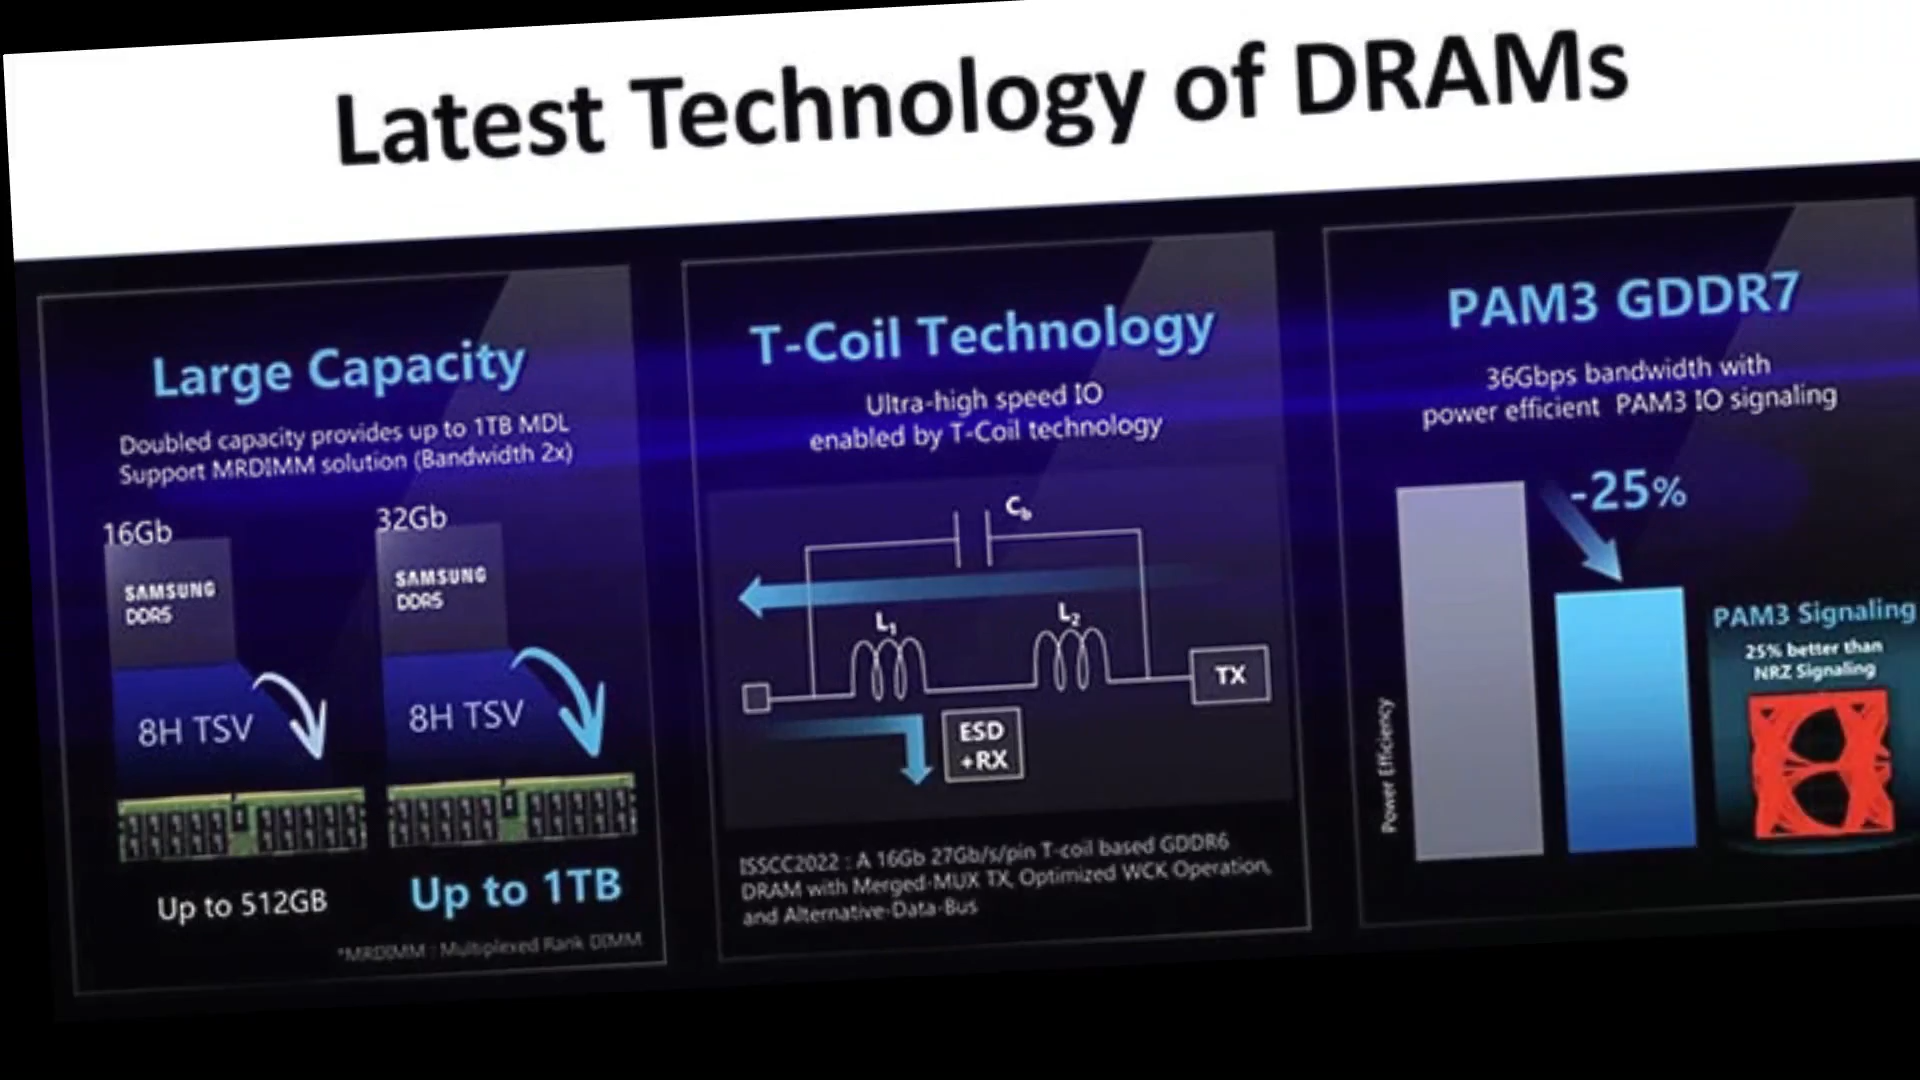 Latest Technology of DRAMs
Large Capacity
Doubled capacity provides up to 1TB MDL
Support MRDIMM solution (Bandwidth 2x)
16Gb
SAMSUNG
DDR5
8H TSV
Up to 512GB
32Gb
SAMSUNG
DDR5
8H TSV
Up to 1TB
*MRDIMM : Multiplexed Rank DIMM
T-Coil Technology
Ultra-high speed IO
enabled by T-Coil technology
Cb
L1
L2
TX
ESD
+RX
ISSCC2022 : A 16Gb 27Gb/s/pin T-coil based GDDR6
DRAM with Merged-MUX TX, Optimized WCK Operation,
and Alternative-Data-Bus
PAM3 GDDR7
36Gbps bandwidth with
power efficient PAM3 IO signaling
-25%
Power Efficiency
PAM3 Signaling
25% better than
NRZ Signaling